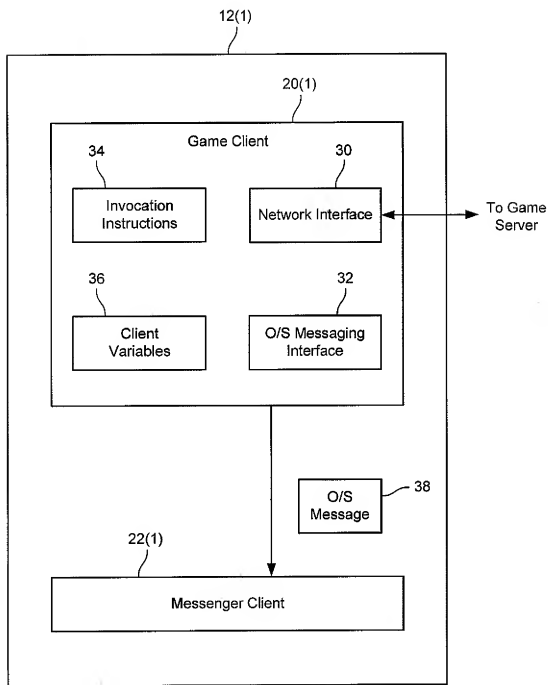 12(1)
20(1)
Game Client
34
30
Invocation
Instructions
Network Interface
To Game
Server
36
32
Client
Variables
O/S Messaging
Interface
O/S
Message
38
22(1)
Messenger Client